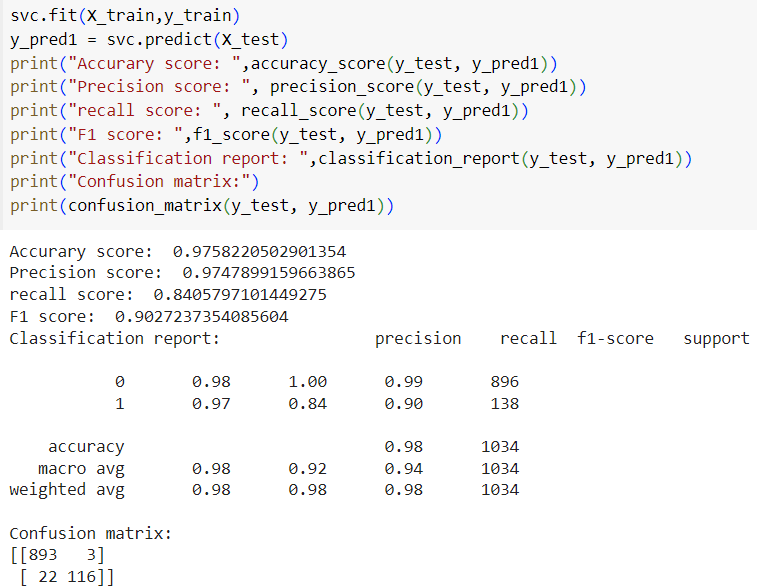 svc.fit(X_train,y_train)
y_pred1 = svc.predict(X_test)
print("Accurary score: ",accuracy_score(y_test, y_pred1))
print("Precision score: ", precision_score(y_test, y_pred1))
print("recall score: ", recall_score(y_test, y_pred1))
print("F1 score: ",f1_score(y_test, y_pred1))
print("Classification report: ",classification_report(y_test, y_pred1))
print("Confusion matrix:")
print(confusion_matrix(y_test, y_pred1))
Accurary score:  0.9758220502901354
Precision score:  0.9747899159663865
recall score:  0.8405797101449275
F1 score:  0.9027237354085604
Classification report:                precision    recall  f1-score   support
           0       0.98      1.00      0.99       896
           1       0.97      0.84      0.90       138
    accuracy                           0.98      1034
   macro avg       0.98      0.92      0.94      1034
weighted avg       0.98      0.98      0.98      1034
Confusion matrix:
[[893   3]
 [ 22 116]]